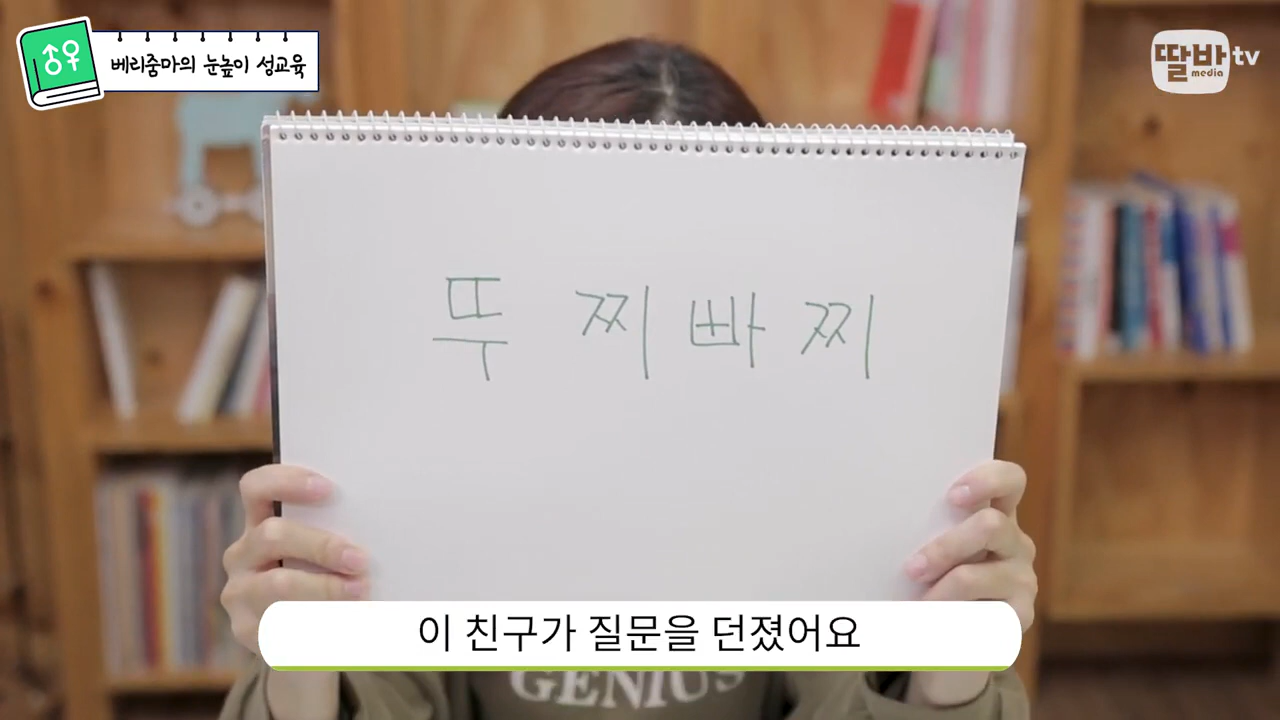 베리줌마의 눈높이 성교육
딸바 tv
media
뚜찌빠찌
이 친구가 질문을 던졌어요
GENIUS